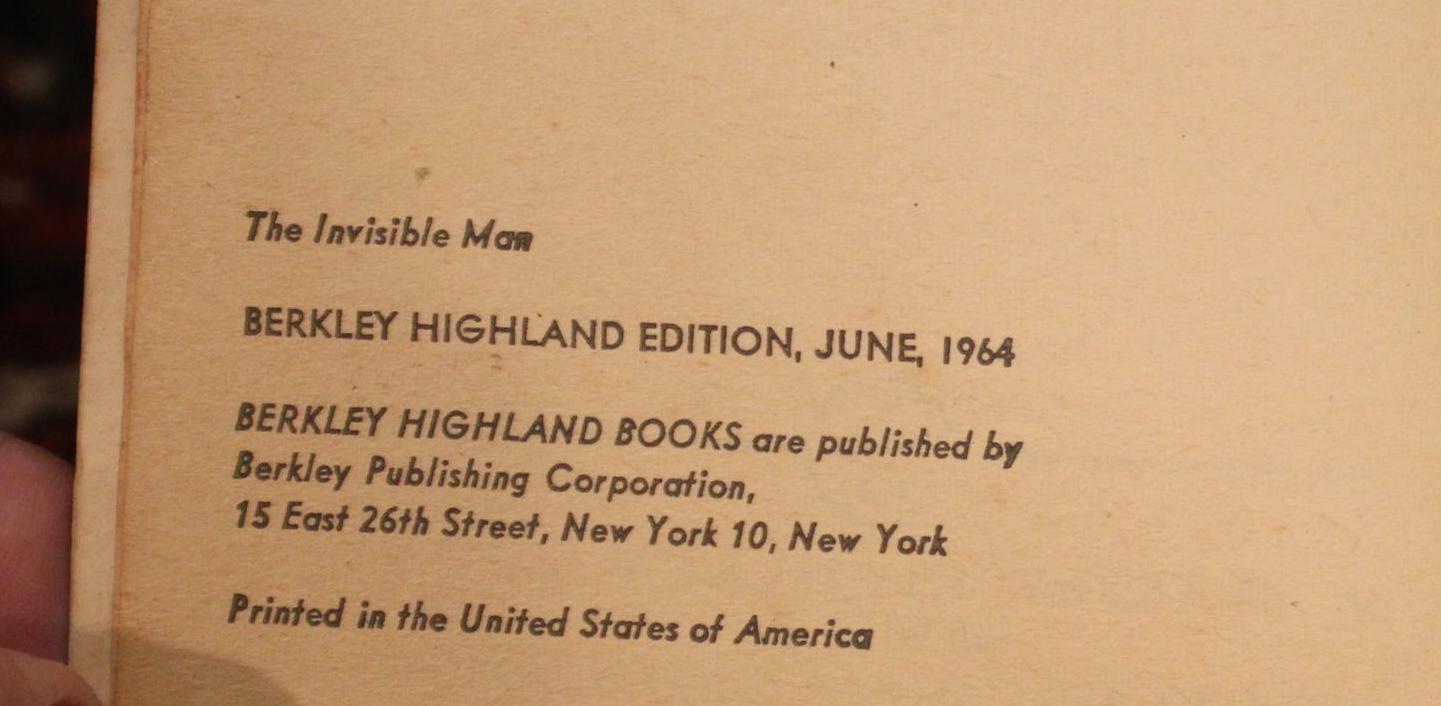 The Invisible Man
BERKLEY HIGHLAND EDITION, JUNE, 1964
BERKLEY HIGHLAND BOOKS are published by
Berkley Publishing Corporation,
15 East 26th Street, New York 10, New York
Printed in the United States of America